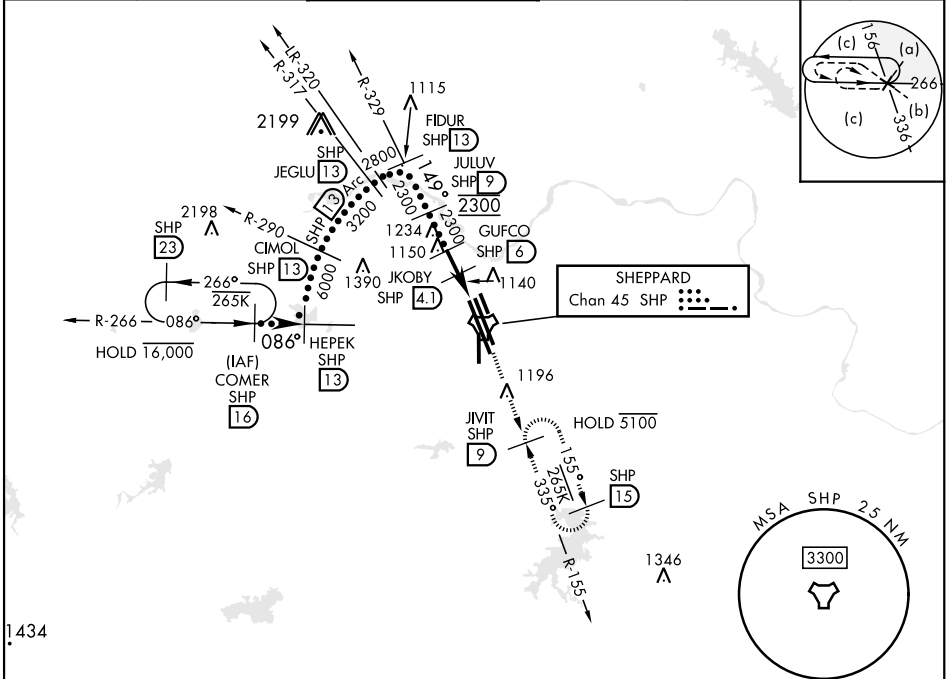 LR-320
R-317
R-329
1115
2199
FIDUR
SHP 13
SHP
JEGLU 13
2800
149°
JULUV
SHP 9
2300
SHP 13 Arc
3200
2300
2300
2198
R-290
1234
1150
GUFCO
SHP 6
SHP
23
CIMOL
SHP 13
6000
1390
JKOBY
SHP 4.1
1140
SHEPPARD
Chan 45 SHP
266°
265K
R-266
086°
086°
HOLD 16,000
(IAF)
COMER
SHP
16
HEPEK
SHP
13
1196
JIVIT
SHP
9
HOLD 5100
155°
265K
335°
SHP
15
R-155
1346
1434
MSA SHP 25 NM
3300
(c)
156
(a)
266
(b)
(c)
336